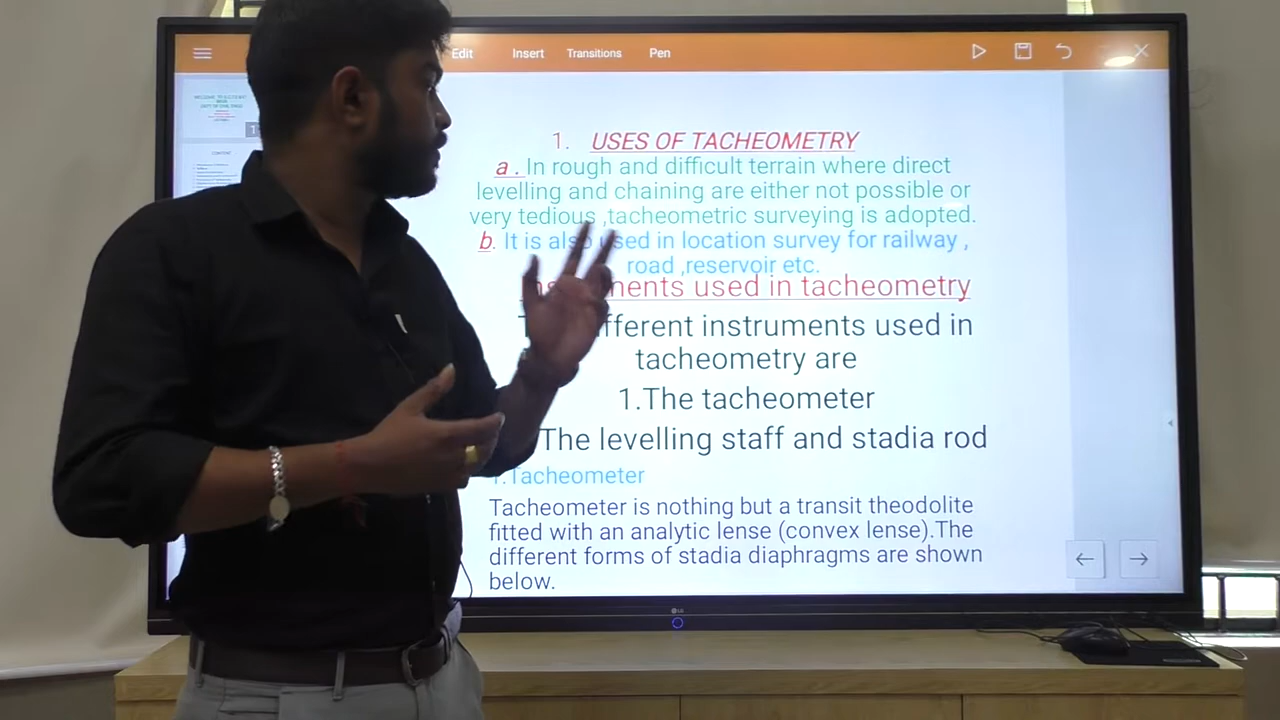 Edit Insert Transitions Pen
1. USES OF TACHEOMETRY
a . In rough and difficult terrain where direct
levelling and chaining are either not possible or
very tedious ,tacheometric surveying is adopted.
b. It is also used in location survey for railway ,
road ,reservoir etc.
used in tacheometry
instruments used in
tacheometry are
1.The tacheometer
The levelling staff and stadia rod
1.Tacheometer
Tacheometer is nothing but a transit theodolite
fitted with an analytic lense (convex lense).The
different forms of stadia diaphragms are shown
below.
LG